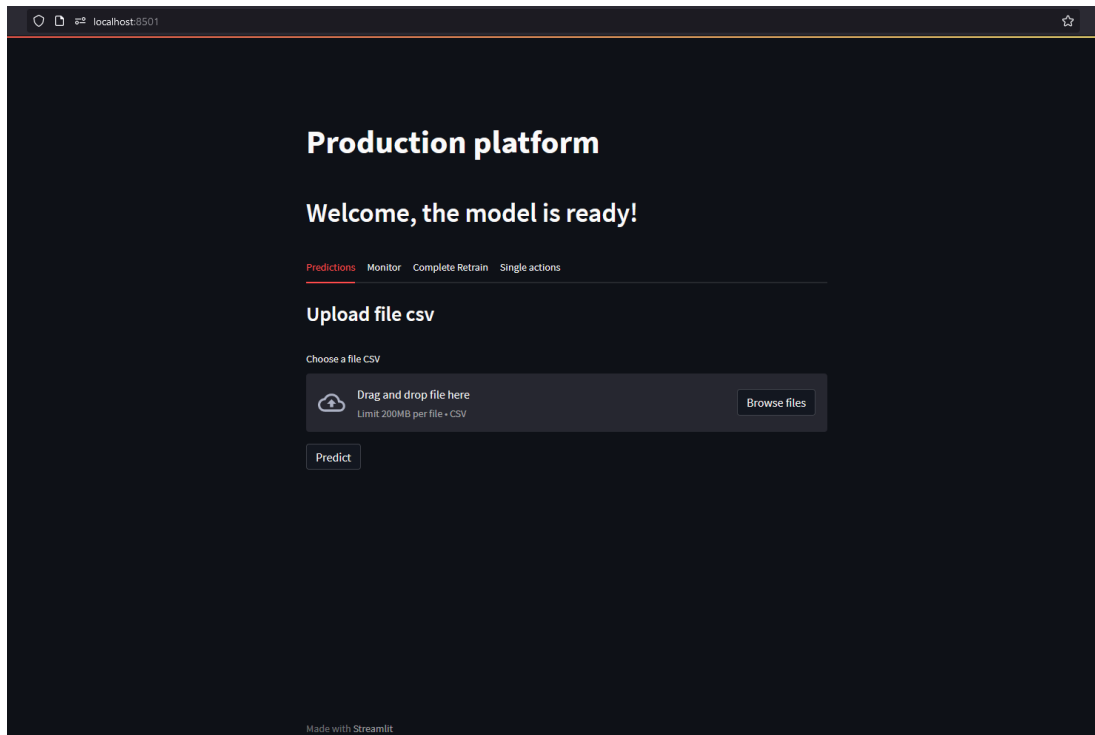 localhost:8501
Production platform
Welcome, the model is ready!
Predictions Monitor Complete Retrain Single actions
Upload file csv
Choose a file CSV
Drag and drop file here
Limit 200MB per file • CSV
Browse files
Predict
Made with Streamlit